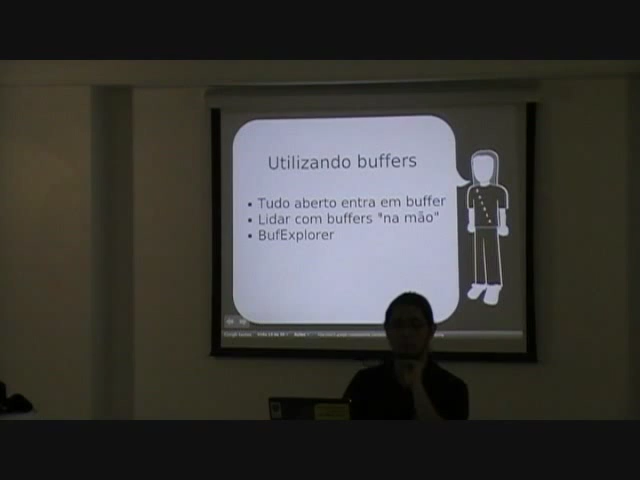 Utilizando buffers
• Tudo aberto entra em buffer
• Lidar com buffers "na mão"
• BufExplorer